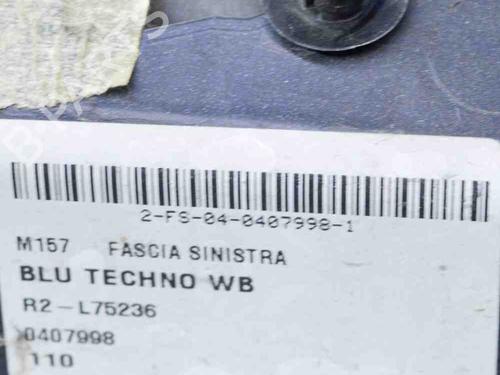 2-FS-04-0407998-1
M157 FASCIA SINISTRA
BLU TECHNO WB
R2-L75236
0407998
110